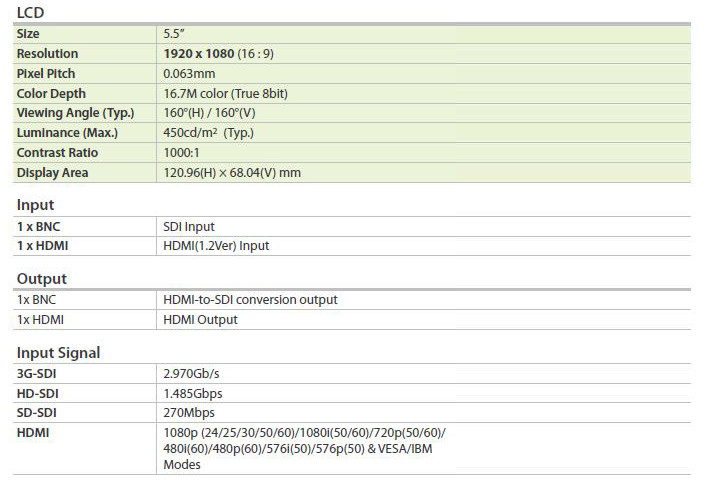 LCD
Size 5.5"
Resolution 1920 x 1080 (16 : 9)
Pixel Pitch 0.063mm
Color Depth 16.7M color (True 8bit)
Viewing Angle (Typ.) 160°(H) / 160°(V)
Luminance (Max.) 450cd/m² (Typ.)
Contrast Ratio 1000:1
Display Area 120.96(H) × 68.04(V) mm
Input
1 x BNC SDI Input
1 x HDMI HDMI(1.2Ver) Input
Output
1x BNC HDMI-to-SDI conversion output
1x HDMI HDMI Output
Input Signal
3G-SDI 2.970Gb/s
HD-SDI 1.485Gbps
SD-SDI 270Mbps
HDMI 1080p (24/25/30/50/60)/1080i(50/60)/720p(50/60)/
480i(60)/480p(60)/576i(50)/576p(50) & VESA/IBM
Modes